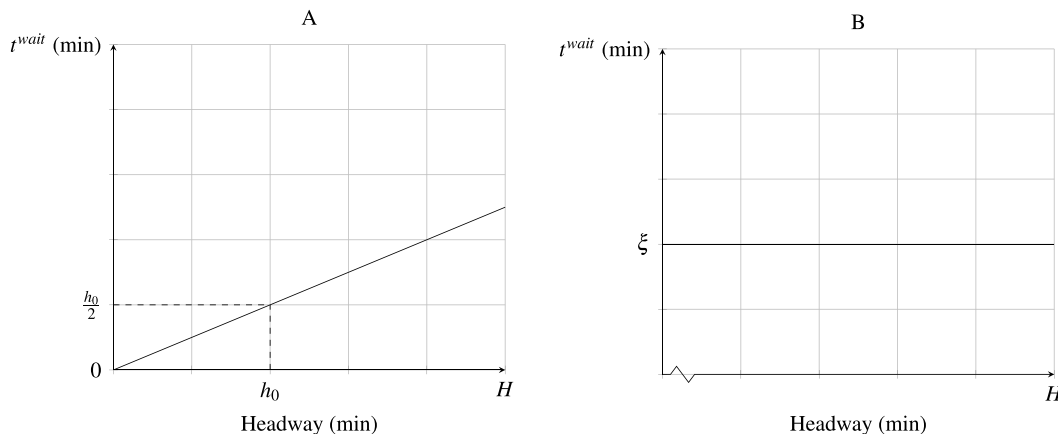 A
t^wait (min)
h₀/2
0
h₀
H
Headway (min)
B
t^wait (min)
ξ
H
Headway (min)